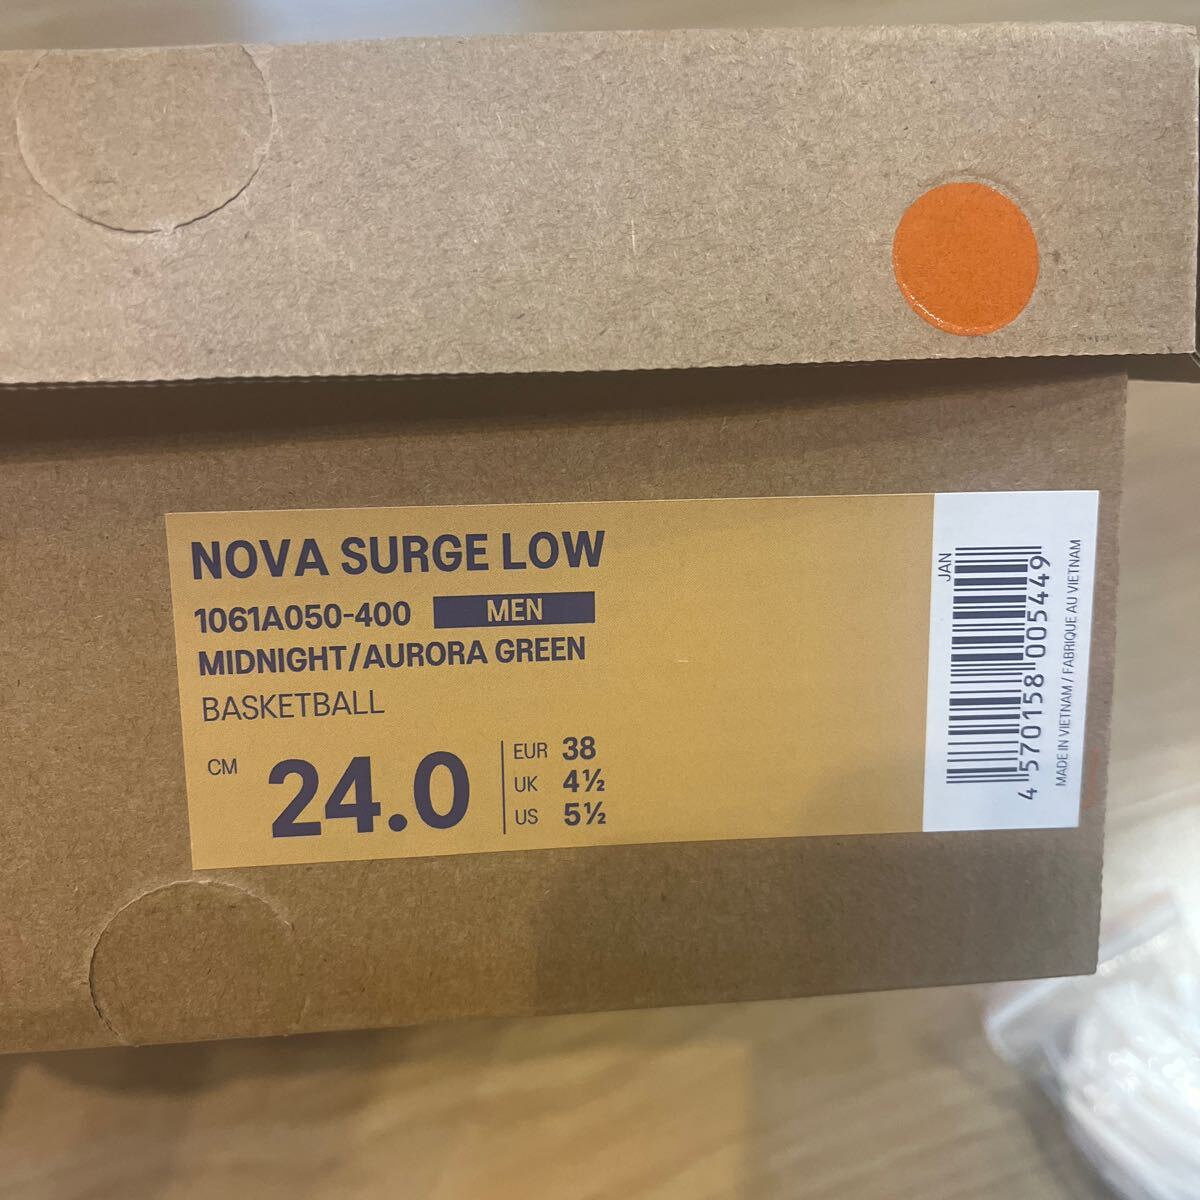 NOVA SURGE LOW
1061A050-400 MEN
MIDNIGHT/AURORA GREEN
BASKETBALL
CM 24.0
EUR 38
UK 4½
US 5½
JAN
4 570158 005449
MADE IN VIETNAM / FABRIQUE AU VIETNAM